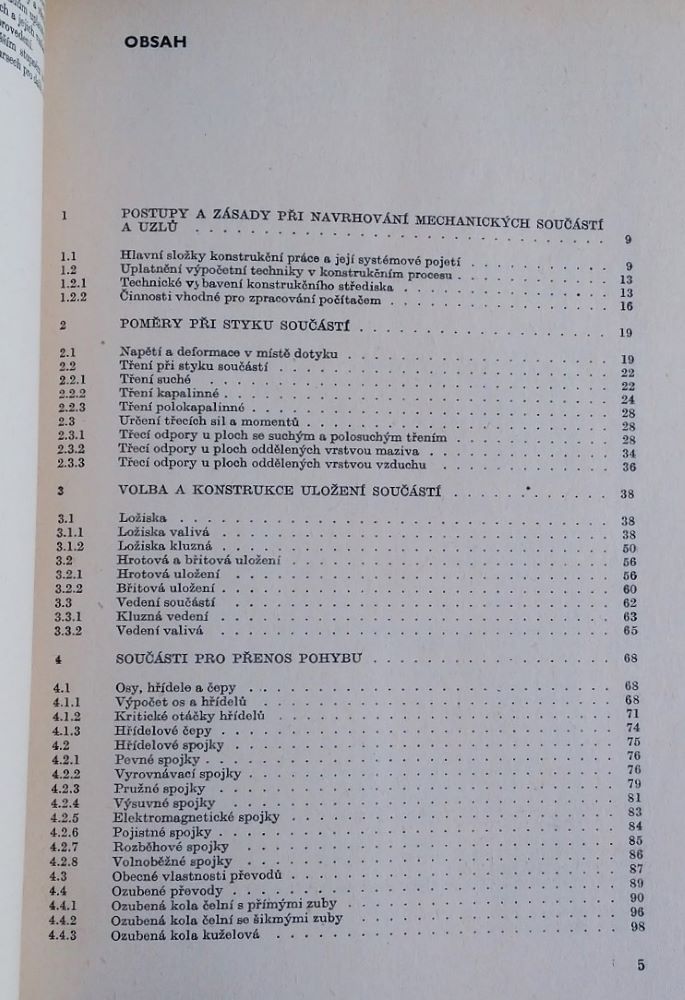 OBSAH
1 POSTUPY A ZÁSADY PŘI NAVRHOVÁNÍ MECHANICKÝCH SOUČÁSTÍ
A UZLŮ . . . . . . . . . . 9
1.1 Hlavní složky konstrukční práce a její systémové pojetí . . . . . . . . . . 9
1.2 Uplatnění výpočetní techniky v konstrukčním procesu . . . . . . . . . . 13
1.2.1 Technické vybavení konstrukčního střediska . . . . . . . . . . 13
1.2.2 Činnosti vhodné pro zpracování počítačem . . . . . . . . . . 16
2 POMĚRY PŘI STYKU SOUČÁSTÍ . . . . . . . . . . 19
2.1 Napětí a deformace v místě dotyku . . . . . . . . . . 19
2.2 Tření při styku součástí . . . . . . . . . . 22
2.2.1 Tření suché . . . . . . . . . . 22
2.2.2 Tření kapalinné . . . . . . . . . . 24
2.2.3 Tření polokapalinné . . . . . . . . . . 28
2.3 Určení třecích sil a momentů . . . . . . . . . . 28
2.3.1 Třecí odpory u ploch se suchým a polosuchým třením . . . . . . . . . . 28
2.3.2 Třecí odpory u ploch oddělených vrstvou maziva . . . . . . . . . . 34
2.3.3 Třecí odpory u ploch oddělených vrstvou vzduchu . . . . . . . . . . 36
3 VOLBA A KONSTRUKCE ULOŽENÍ SOUČÁSTÍ . . . . . . . . . . 38
3.1 Ložiska . . . . . . . . . . 38
3.1.1 Ložiska valivá . . . . . . . . . . 38
3.1.2 Ložiska kluzná . . . . . . . . . . 50
3.2 Hrotová a břitová uložení . . . . . . . . . . 56
3.2.1 Hrotová uložení . . . . . . . . . . 56
3.2.2 Břitová uložení . . . . . . . . . . 60
3.3 Vedení součástí . . . . . . . . . . 62
3.3.1 Kluzná vedení . . . . . . . . . . 63
3.3.2 Vedení valivá . . . . . . . . . . 65
4 SOUČÁSTI PRO PŘENOS POHYBU . . . . . . . . . . 68
4.1 Osy, hřídele a čepy . . . . . . . . . . 68
4.1.1 Výpočet os a hřídelů . . . . . . . . . . 68
4.1.2 Kritické otáčky hřídelů . . . . . . . . . . 71
4.1.3 Hřídelové čepy . . . . . . . . . . 74
4.2 Hřídelové spojky . . . . . . . . . . 75
4.2.1 Pevné spojky . . . . . . . . . . 76
4.2.2 Vyrovnávací spojky . . . . . . . . . . 76
4.2.3 Pružné spojky . . . . . . . . . . 79
4.2.4 Výsuvné spojky . . . . . . . . . . 81
4.2.5 Elektromagnetické spojky . . . . . . . . . . 83
4.2.6 Pojistné spojky . . . . . . . . . . 84
4.2.7 Rozběhové spojky . . . . . . . . . . 85
4.2.8 Volnoběžné spojky . . . . . . . . . . 86
4.3 Obecné vlastnosti převodů . . . . . . . . . . 87
4.4 Ozubené převody . . . . . . . . . . 89
4.4.1 Ozubená kola čelní s přímými zuby . . . . . . . . . . 90
4.4.2 Ozubená kola čelní se šikmými zuby . . . . . . . . . . 96
4.4.3 Ozubená kola kuželová . . . . . . . . . . 98
5